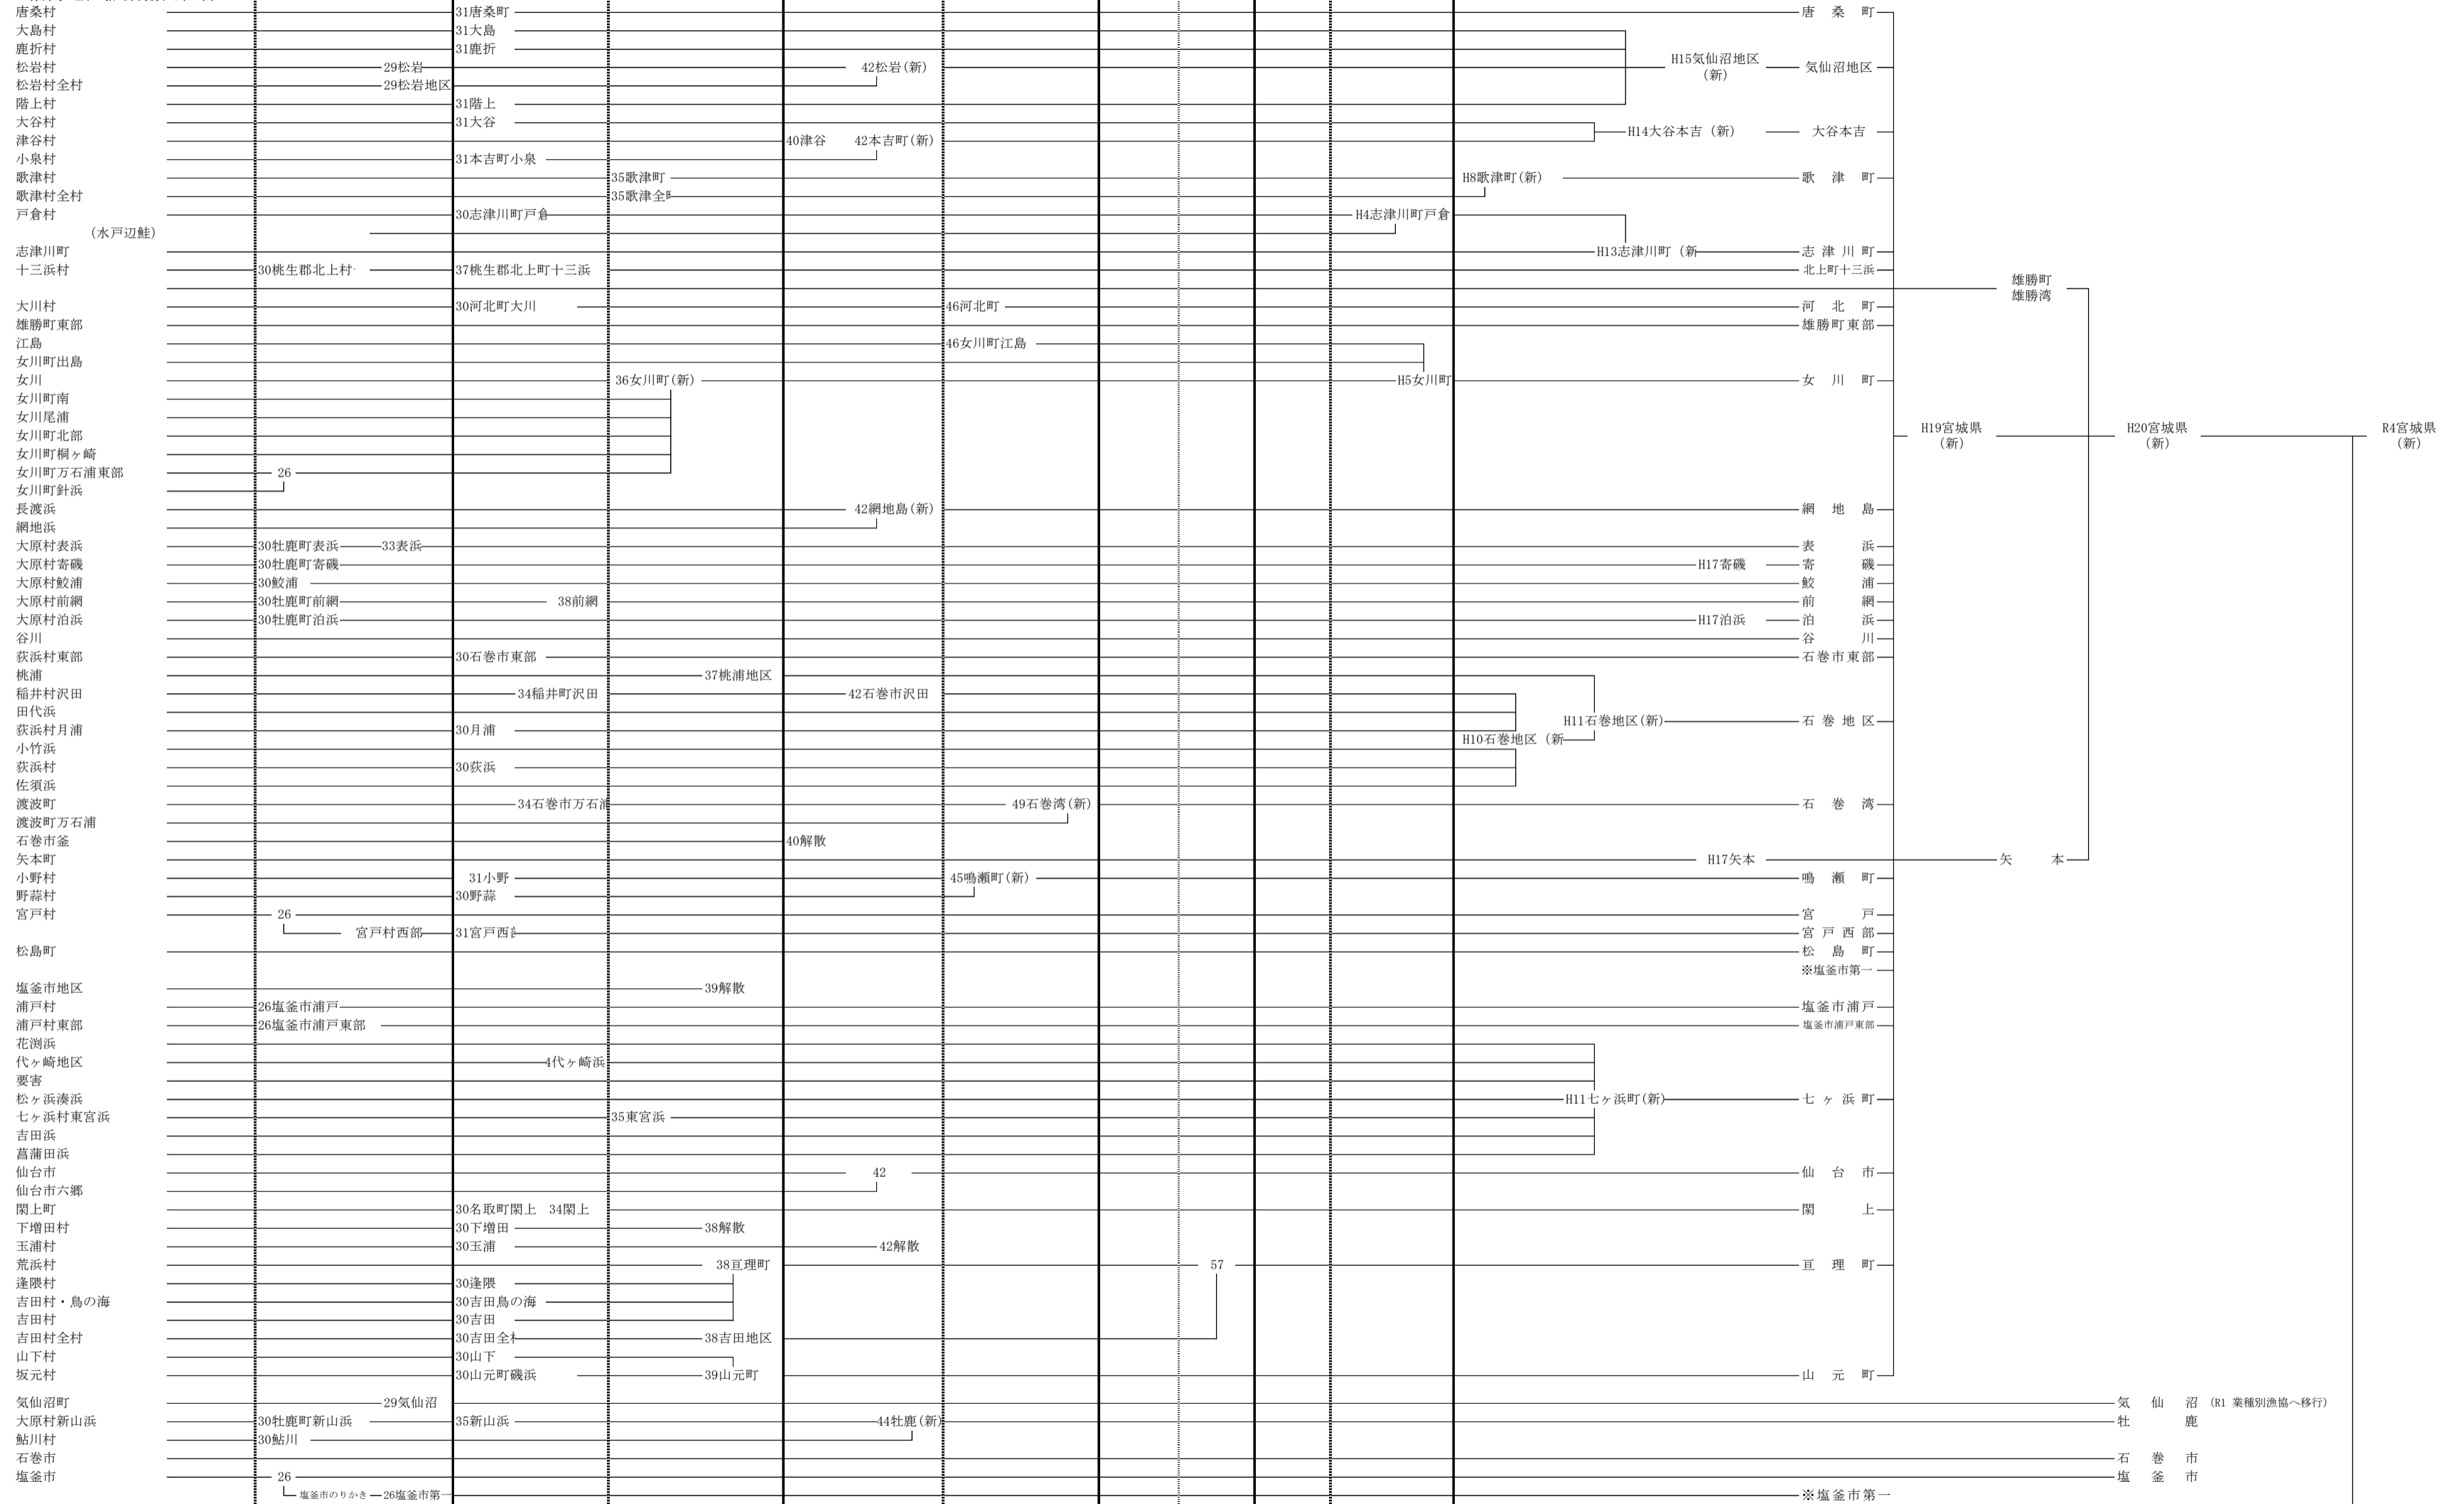 唐桑村 31唐桑町 唐桑町
大島村 31大島
鹿折村 31鹿折
H15気仙沼地区
(新)
松岩村 29松岩 42松岩(新) 気仙沼地区
松岩村全村 29松岩地区
階上村 31階上
大谷村 31大谷
H14大谷本吉(新) 大谷本吉
津谷村 40津谷 42本吉町(新)
小泉村 31本吉町小泉
歌津村 35歌津町 H8歌津町(新) 歌津町
歌津村全村 35歌津全
戸倉村 30志津川町戸倉 H4志津川町戸倉
(水戸辺鮭)
志津川町 H13志津川町(新 志津川町
十三浜村 30桃生郡北上村 37桃生郡北上町十三浜 北上町十三浜
雄勝町
雄勝湾
大川村 30河北町大川 46河北町 河北町
雄勝町東部 雄勝町東部
江島 46女川町江島
女川町出島
女川 36女川町(新) H5女川町 女川町
女川町南
女川尾浦
女川町北部
H19宮城県
(新)
H20宮城県
(新)
R4宮城県
(新)
女川町桐ヶ崎
女川町万石浦東部 26
女川町針浜
長渡浜 42網地島(新) 網地島
網地浜
大原村表浜 30牡鹿町表浜 33表浜 表浜
大原村寄磯 30牡鹿町寄磯 H17寄磯 寄磯
大原村鮫浦 30鮫浦 鮫浦
大原村前網 30牡鹿町前網 38前網 前網
大原村泊浜 30牡鹿町泊浜 H17泊浜 泊浜
谷川 谷川
荻浜村東部 30石巻市東部 石巻市東部
桃浦 37桃浦地区
稲井村沢田 34稲井町沢田 42石巻市沢田
田代浜
H11石巻地区(新) 石巻地区
荻浜村月浦 30月浦
H10石巻地区(新
小竹浜
荻浜村 30荻浜
佐須浜
渡波町 34石巻市万石浦 49石巻湾(新) 石巻湾
渡波町万石浦
石巻市釜 40解散
矢本町 H17矢本 矢本
小野村 31小野 45鳴瀬町(新) 鳴瀬町
野蒜村 30野蒜
宮戸村 26 宮戸
宮戸村西部 31宮戸西 宮戸西部
松島町 松島町
※塩釜市第一
塩釜市地区 39解散
浦戸村 26塩釜市浦戸 塩釜市浦戸
浦戸村東部 26塩釜市浦戸東部 塩釜市浦戸東部
花渕浜
代ヶ崎地区 4代ヶ崎浜
要害
松ヶ浜湊浜 H11七ヶ浜町(新) 七ヶ浜町
七ヶ浜村東宮浜 35東宮浜
吉田浜
菖蒲田浜
仙台市 42 仙台市
仙台市六郷
閖上町 30名取町閖上 34閖上 閖上
下増田村 30下増田 38解散
玉浦村 30玉浦 42解散
荒浜村 38亘理町 57 亘理町
逢隈村 30逢隈
吉田村・鳥の海 30吉田鳥の海
吉田村 30吉田
吉田村全村 30吉田全村 38吉田地区
山下村 30山下
坂元村 30山元町磯浜 39山元町 山元町
気仙沼町 29気仙沼 気仙沼 (R1 業種別漁協へ移行)
大原村新山浜 30牡鹿町新山浜 35新山浜 44牡鹿(新) 牡鹿
鮎川村 30鮎川
石巻市 石巻市
塩釜市 26 塩釜市
塩釜市のりかき 26塩釜市第一 ※塩釜市第一